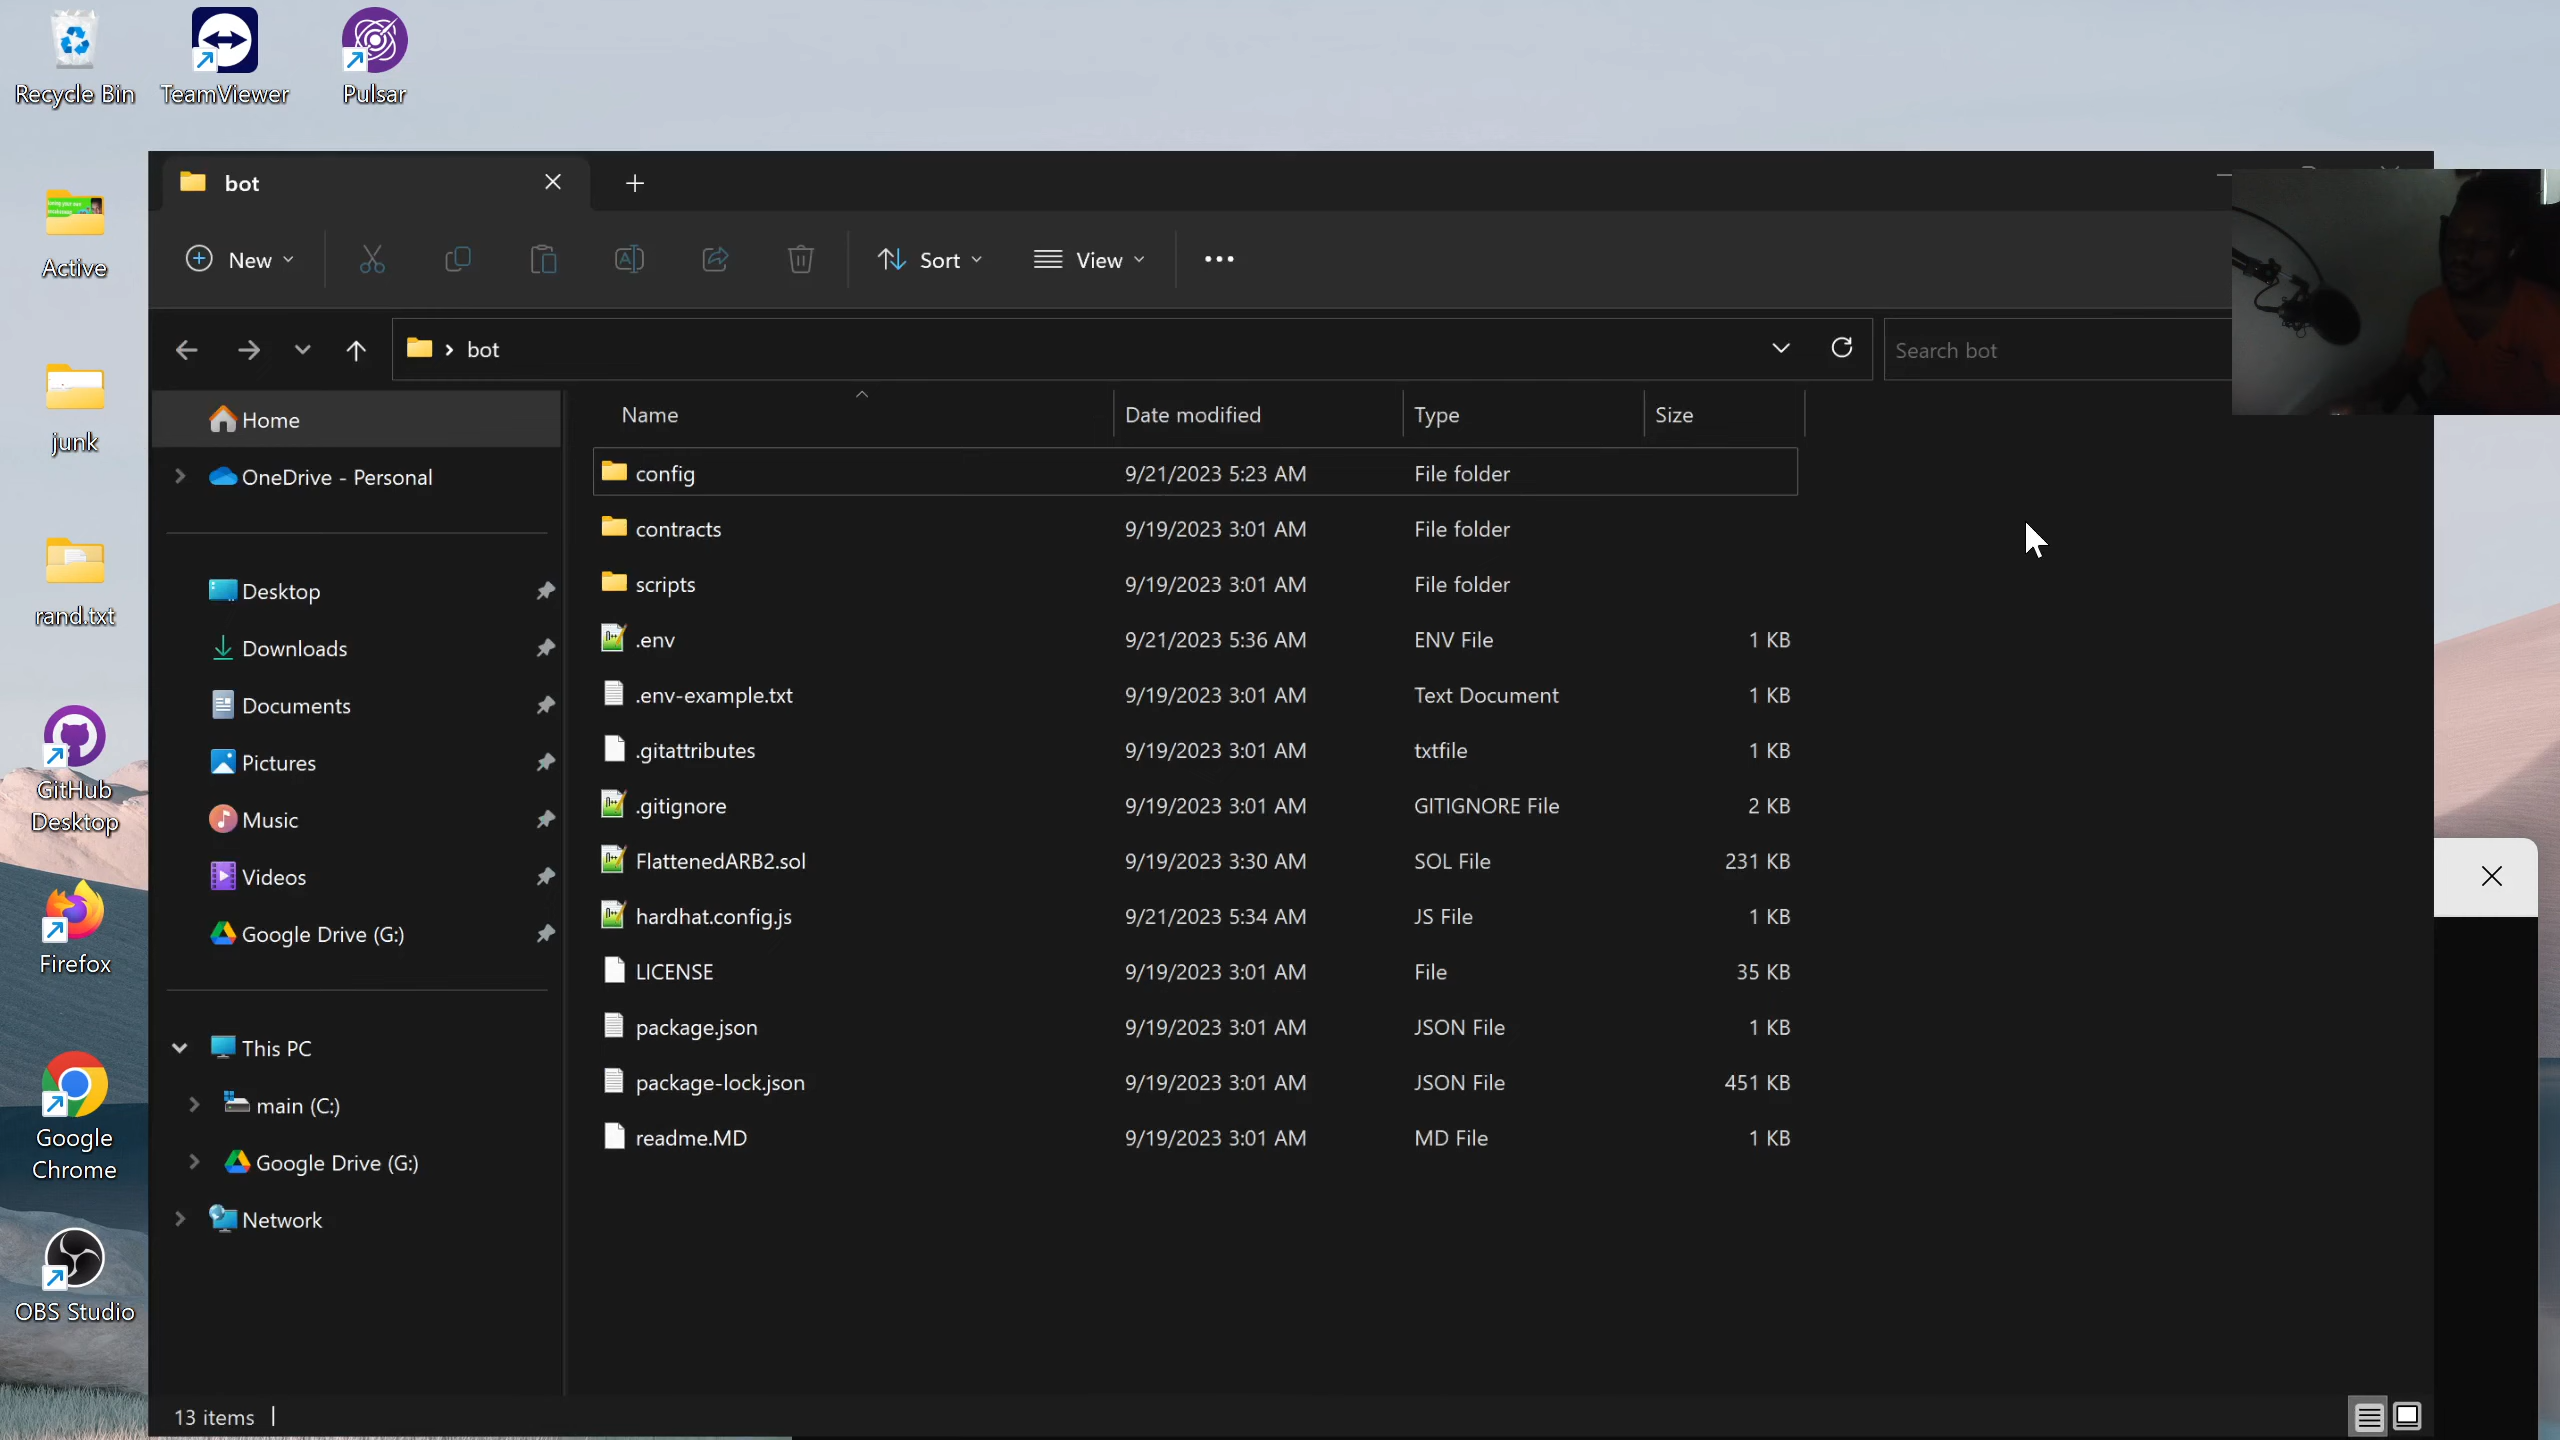 Recycle Bin
TeamViewer
Pulsar
Active
junk
rand.txt
GitHub
Desktop
Firefox
Google
Chrome
OBS Studio
bot
New
Sort
View
bot
Search bot
Home
OneDrive - Personal
Desktop
Downloads
Documents
Pictures
Music
Videos
Google Drive (G:)
This PC
main (C:)
Google Drive (G:)
Network
Name Date modified Type Size
config 9/21/2023 5:23 AM File folder
contracts 9/19/2023 3:01 AM File folder
scripts 9/19/2023 3:01 AM File folder
.env 9/21/2023 5:36 AM ENV File 1 KB
.env-example.txt 9/19/2023 3:01 AM Text Document 1 KB
.gitattributes 9/19/2023 3:01 AM txtfile 1 KB
.gitignore 9/19/2023 3:01 AM GITIGNORE File 2 KB
FlattenedARB2.sol 9/19/2023 3:30 AM SOL File 231 KB
hardhat.config.js 9/21/2023 5:34 AM JS File 1 KB
LICENSE 9/19/2023 3:01 AM File 35 KB
package.json 9/19/2023 3:01 AM JSON File 1 KB
package-lock.json 9/19/2023 3:01 AM JSON File 451 KB
readme.MD 9/19/2023 3:01 AM MD File 1 KB
13 items